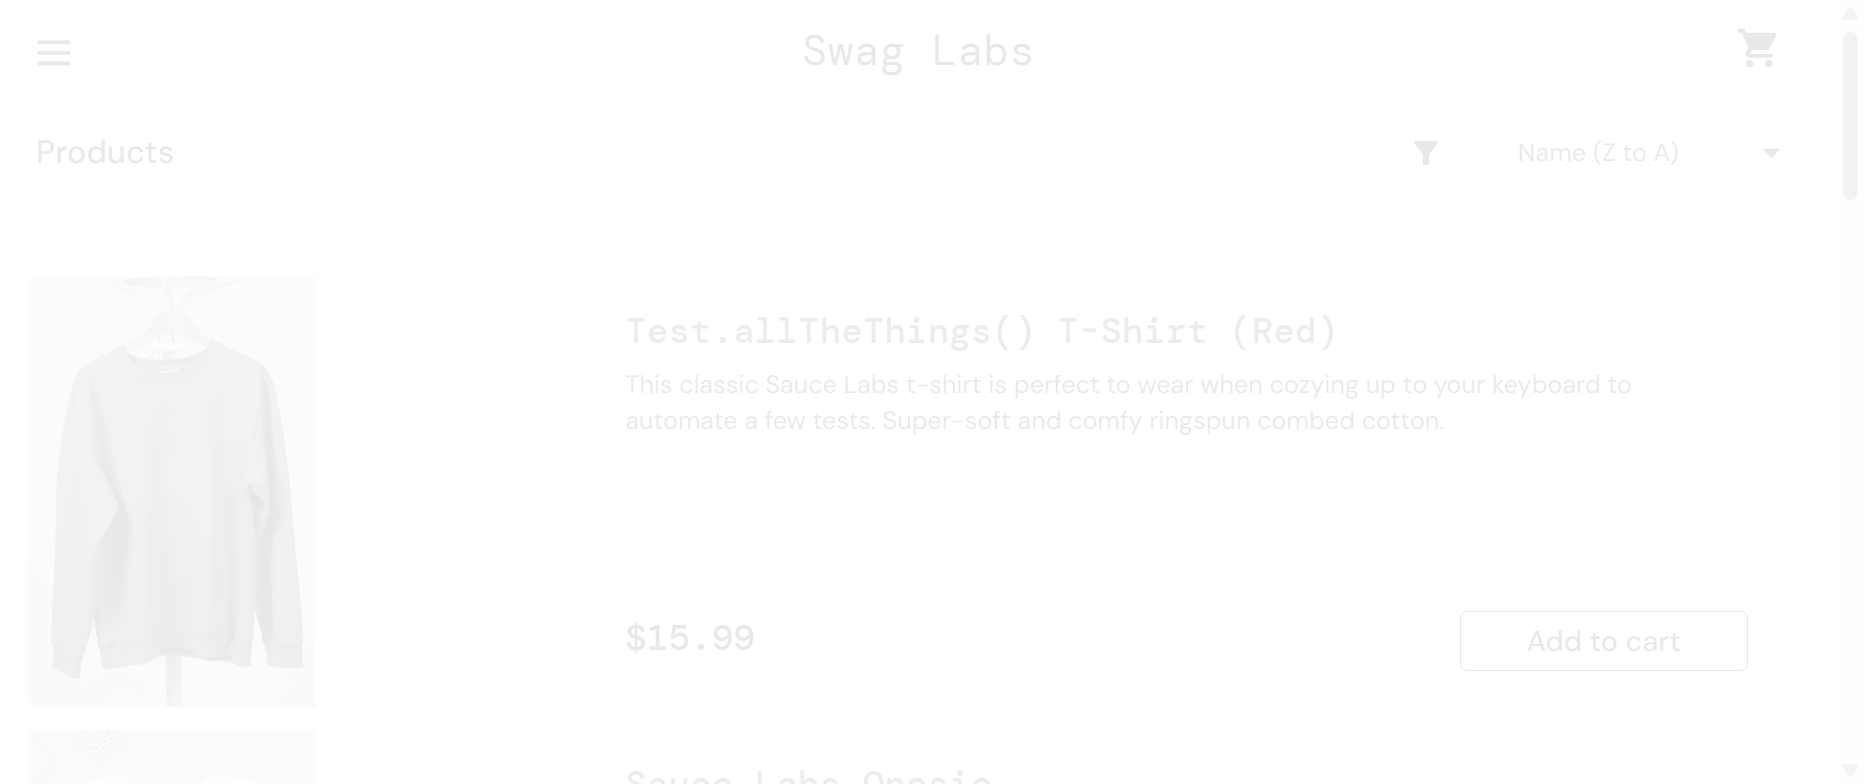 Swag Labs
Products
Name (Z to A)
Test.allTheThings() T-Shirt (Red)
This classic Sauce Labs t-shirt is perfect to wear when cozying up to your keyboard to
automate a few tests. Super-soft and comfy ringspun combed cotton.
$15.99
Add to cart
Sauce Labs Onesie